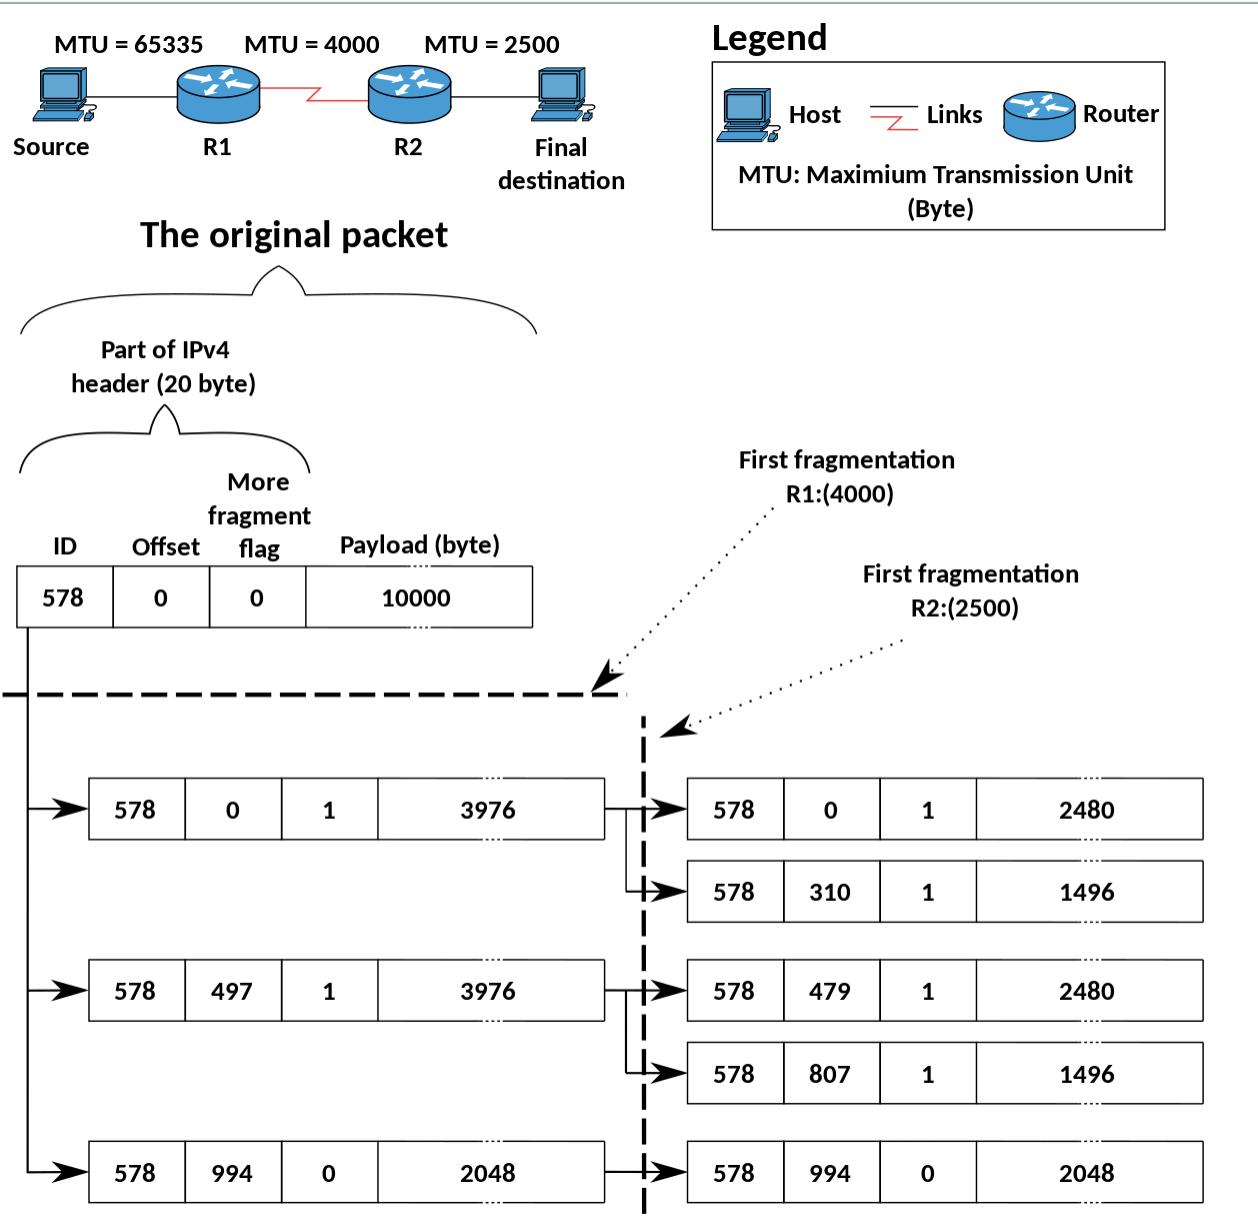 MTU = 65335 MTU = 4000 MTU = 2500
Source R1 R2 Final
destination
Legend
Host Links Router
MTU: Maximium Transmission Unit
(Byte)
The original packet
Part of IPv4
header (20 byte)
More
fragment
flag
ID Offset Payload (byte)
578 0 0 10000
First fragmentation
R1:(4000)
First fragmentation
R2:(2500)
578 0 1 3976
578 0 1 2480
578 310 1 1496
578 497 1 3976
578 479 1 2480
578 807 1 1496
578 994 0 2048
578 994 0 2048